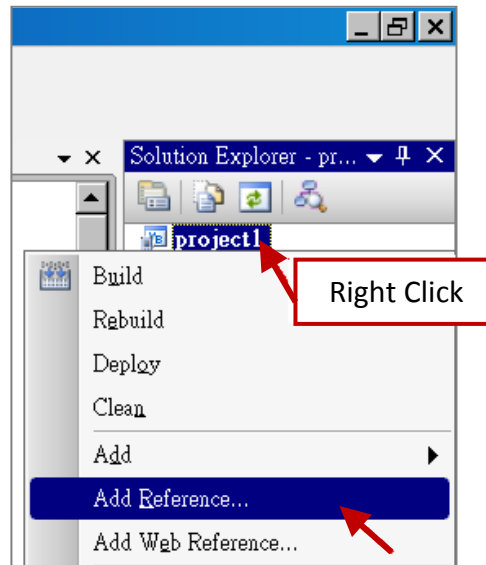 Solution Explorer - pr...
project1
Right Click
Build
Rebuild
Deploy
Clean
Add
Add Reference...
Add Web Reference...